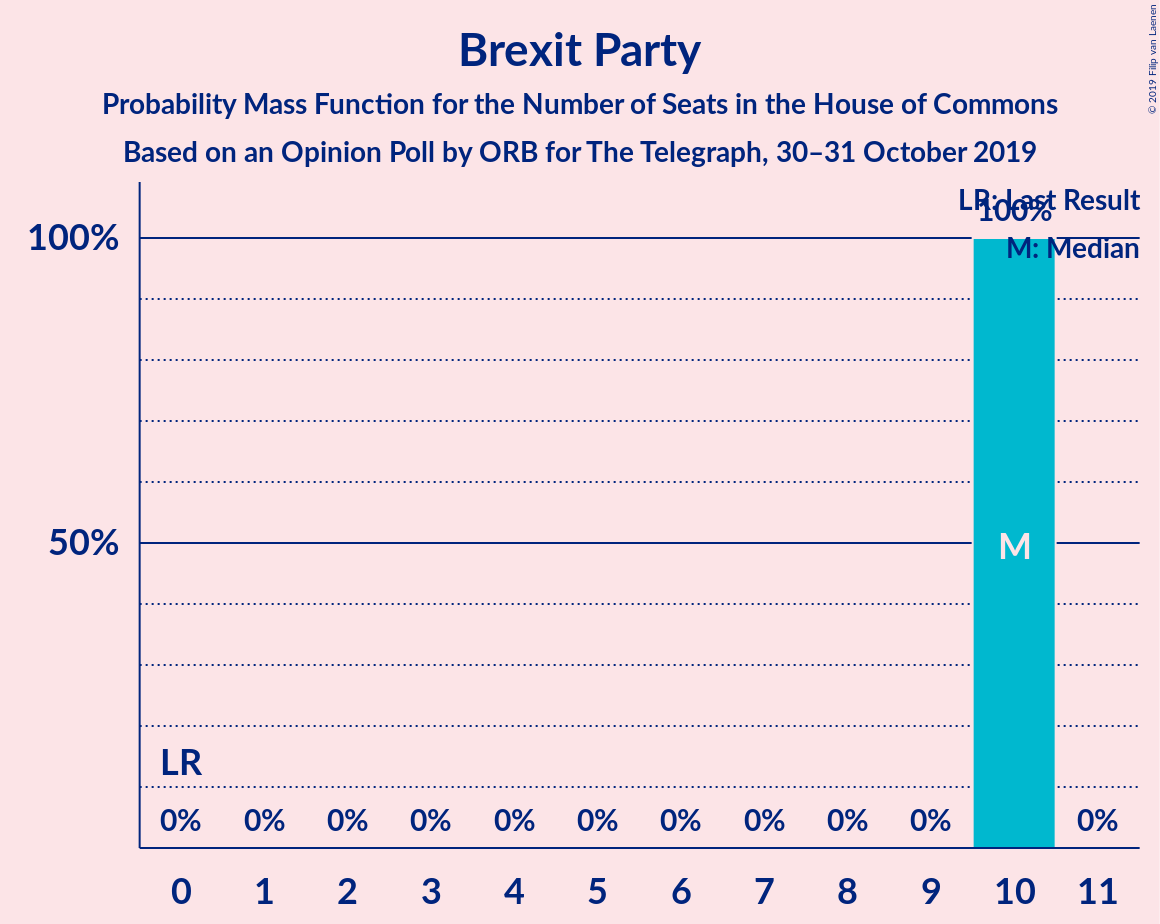 Brexit Party
Probability Mass Function for the Number of Seats in the House of Commons
Based on an Opinion Poll by ORB for The Telegraph, 30–31 October 2019
© 2019 Filip van Laenen
LR: Last Result
M: Median
100%
100%
50%
M
LR
0% 0% 0% 0% 0% 0% 0% 0% 0% 0% 0%
0 1 2 3 4 5 6 7 8 9 10 11